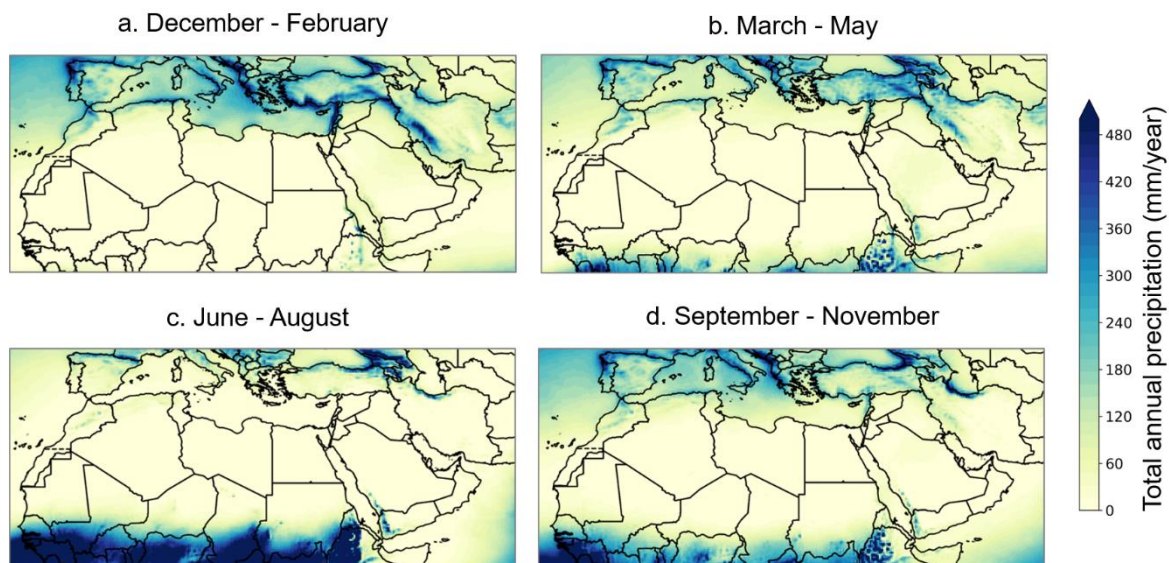 a. December - February
b. March - May
c. June - August
d. September - November
480
420
360
300
240
180
120
60
0
Total annual precipitation (mm/year)